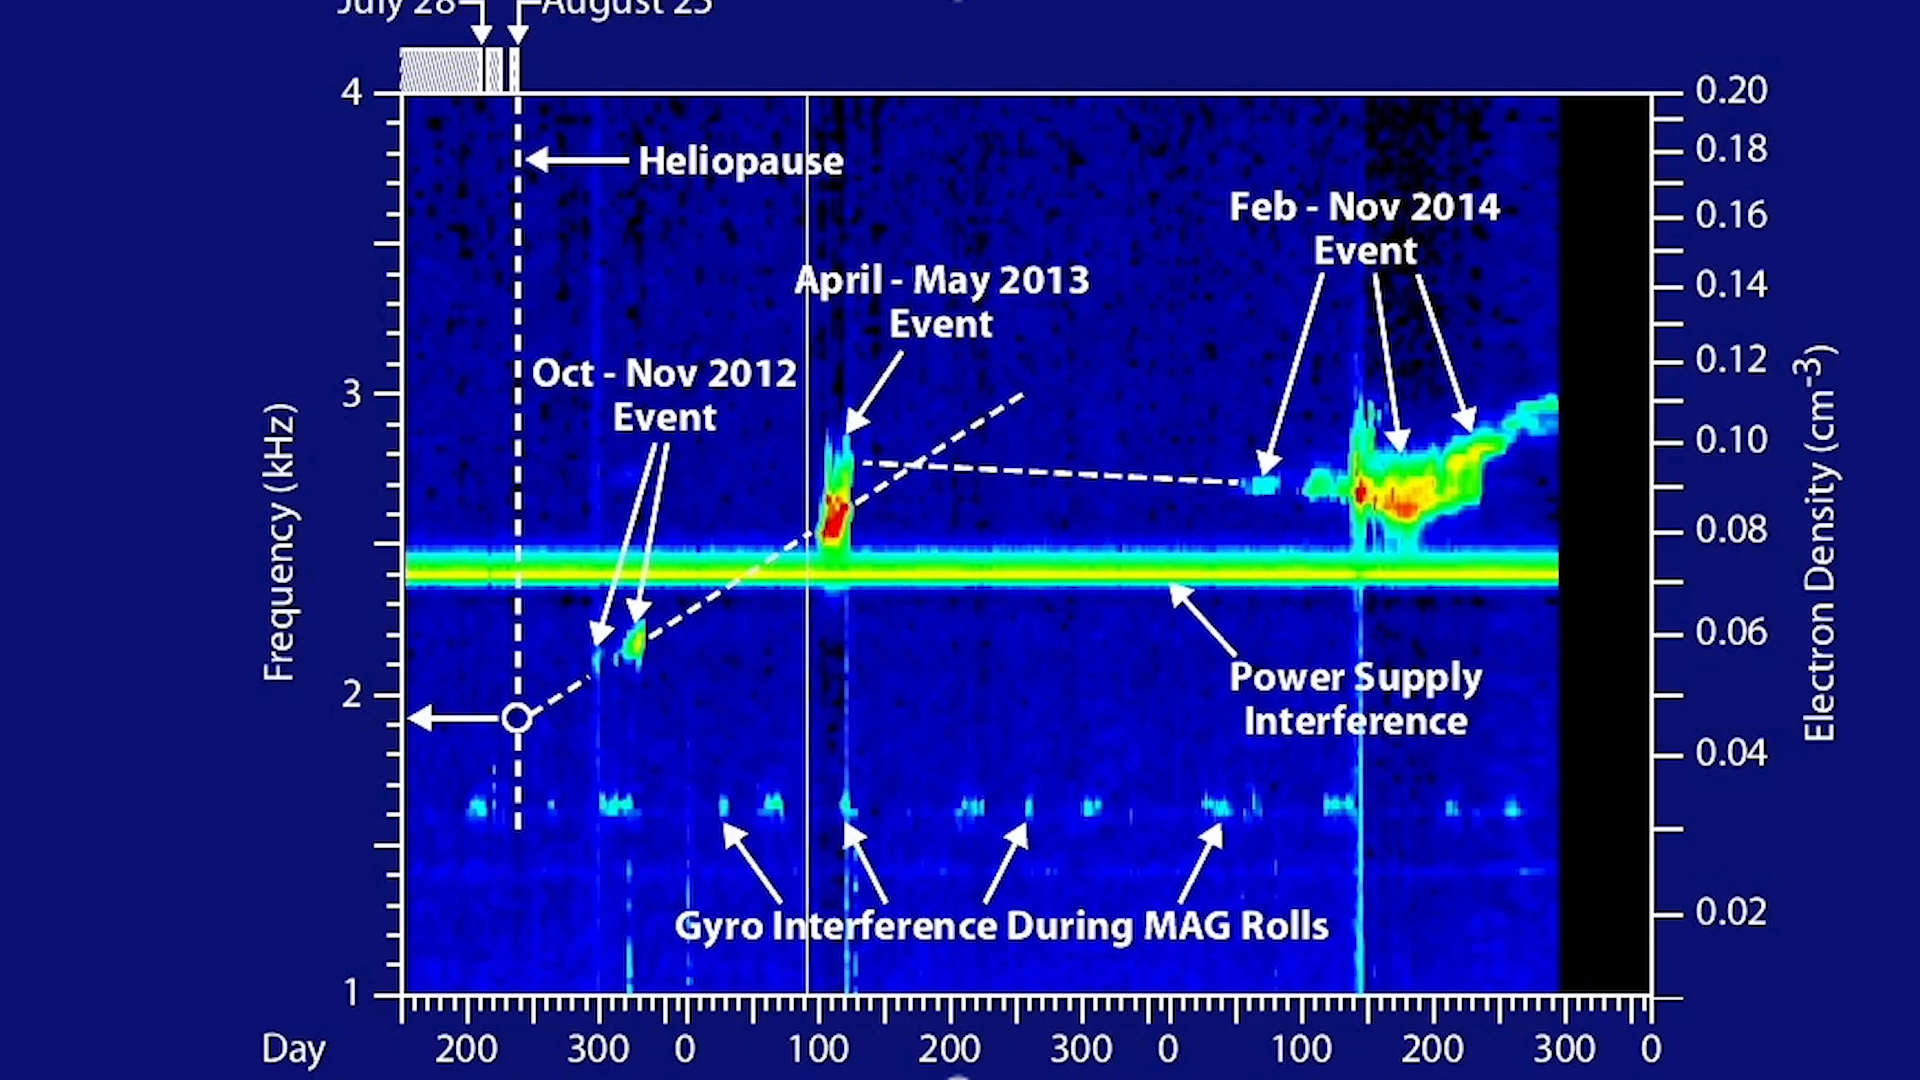 July 28
August 25
4
3
2
1
Frequency (kHz)
Heliopause
Oct - Nov 2012
Event
April - May 2013
Event
Feb - Nov 2014
Event
Power Supply
Interference
Gyro Interference During MAG Rolls
0.20
0.18
0.16
0.14
0.12
0.10
0.08
0.06
0.04
0.02
Electron Density (cm⁻³)
Day 200 300 0 100 200 300 0 100 200 300 0